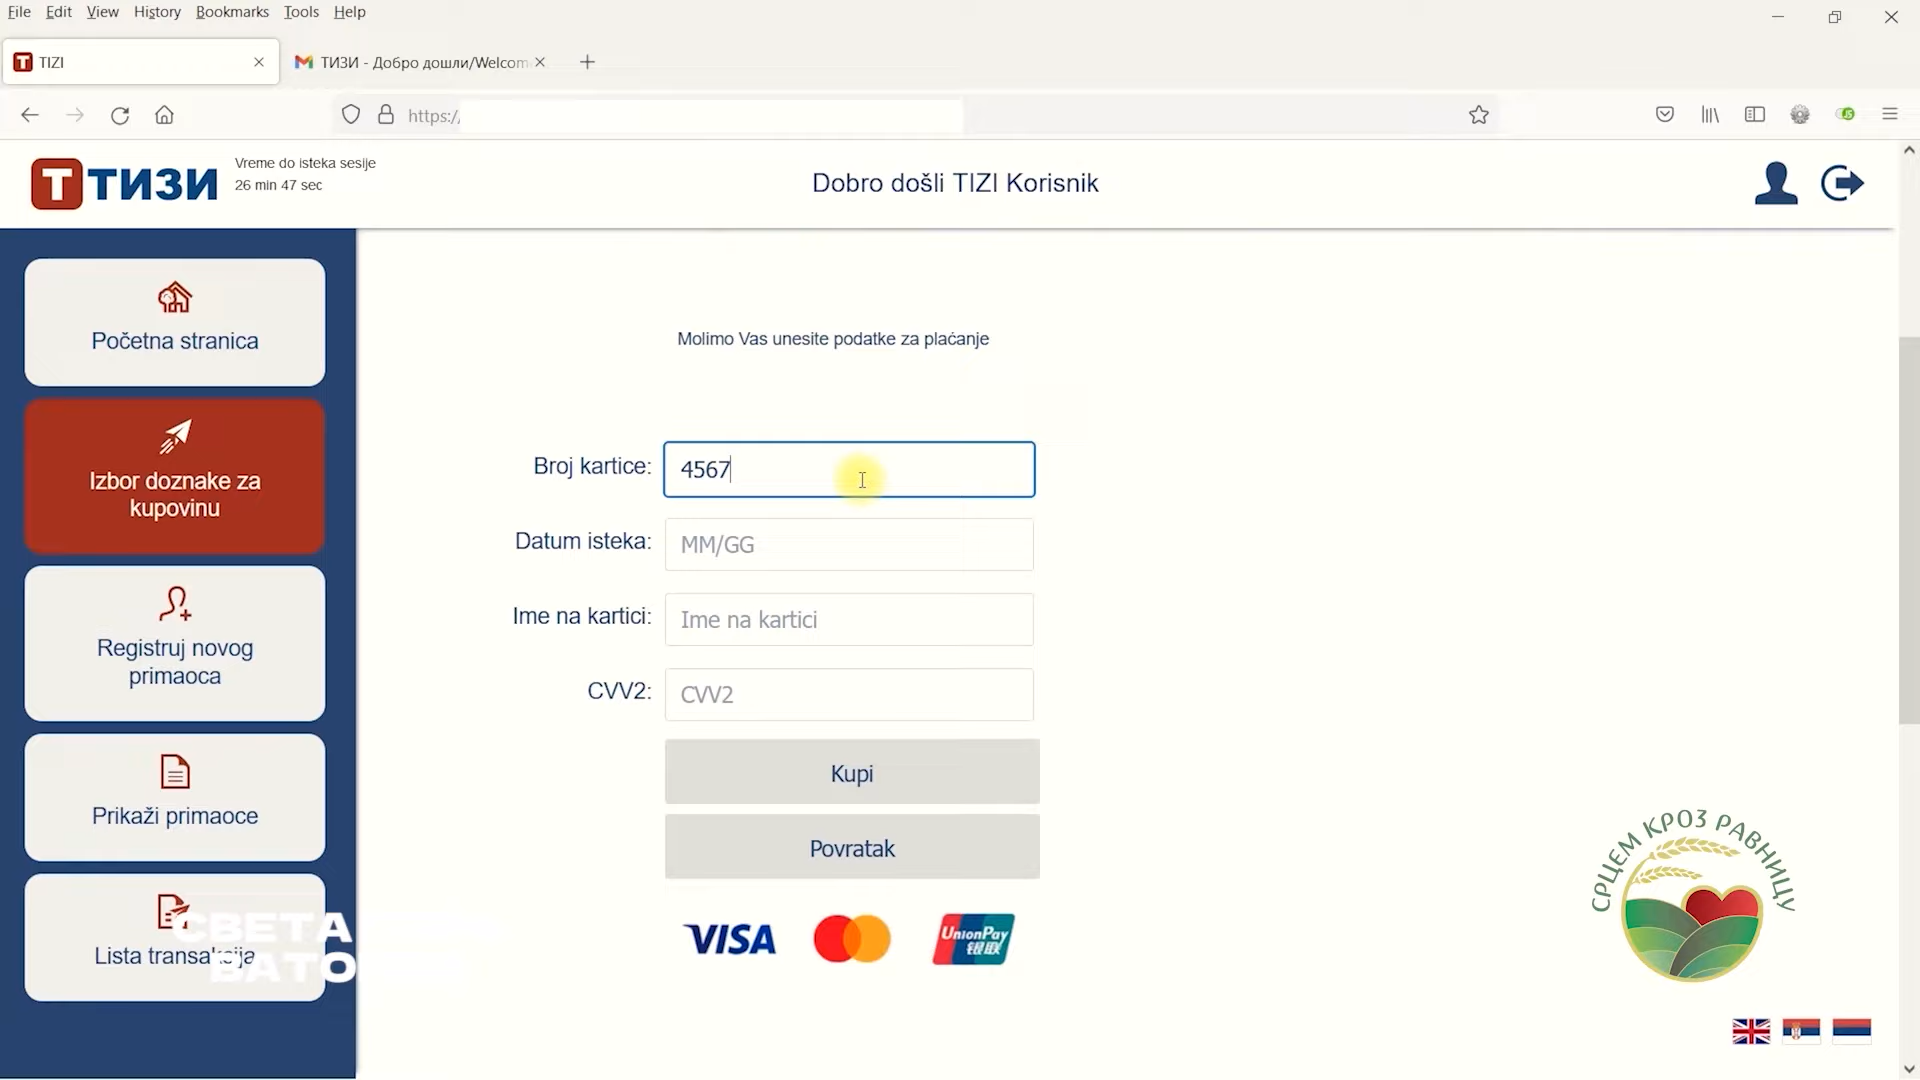 File Edit View History Bookmarks Tools Help
TIZI
ТИЗИ - Добро дошли/Welcom
https:/
Т ТИЗИ
Vreme do isteka sesije
26 min 47 sec
Dobro došli TIZI Korisnik
Početna stranica
Izbor doznake za
kupovinu
Registruj novog
primaoca
Prikaži primaoce
Lista transakcija
СВЕТА
Molimo Vas unesite podatke za plaćanje
Broj kartice: 4567
Datum isteka: MM/GG
Ime na kartici: Ime na kartici
CVV2: CVV2
Kupi
Povratak
VISA
UnionPay
银联
СРЦЕМ КРОЗ РАВНИЦУ